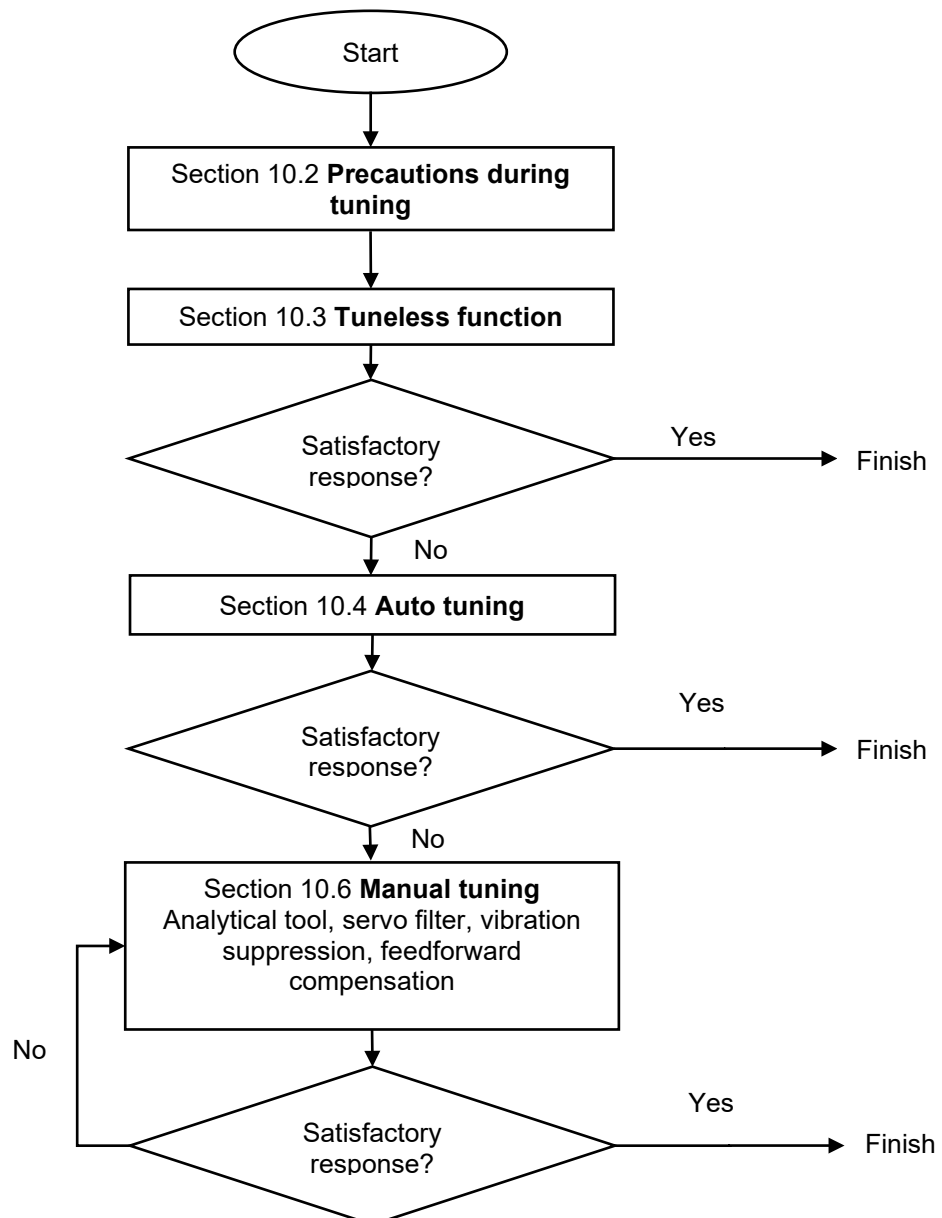 Start
Section 10.2 Precautions during
tuning
Section 10.3 Tuneless function
Satisfactory
response?
Yes
Finish
No
Section 10.4 Auto tuning
Satisfactory
response?
Yes
Finish
No
Section 10.6 Manual tuning
Analytical tool, servo filter, vibration
suppression, feedforward
compensation
No
Satisfactory
response?
Yes
Finish